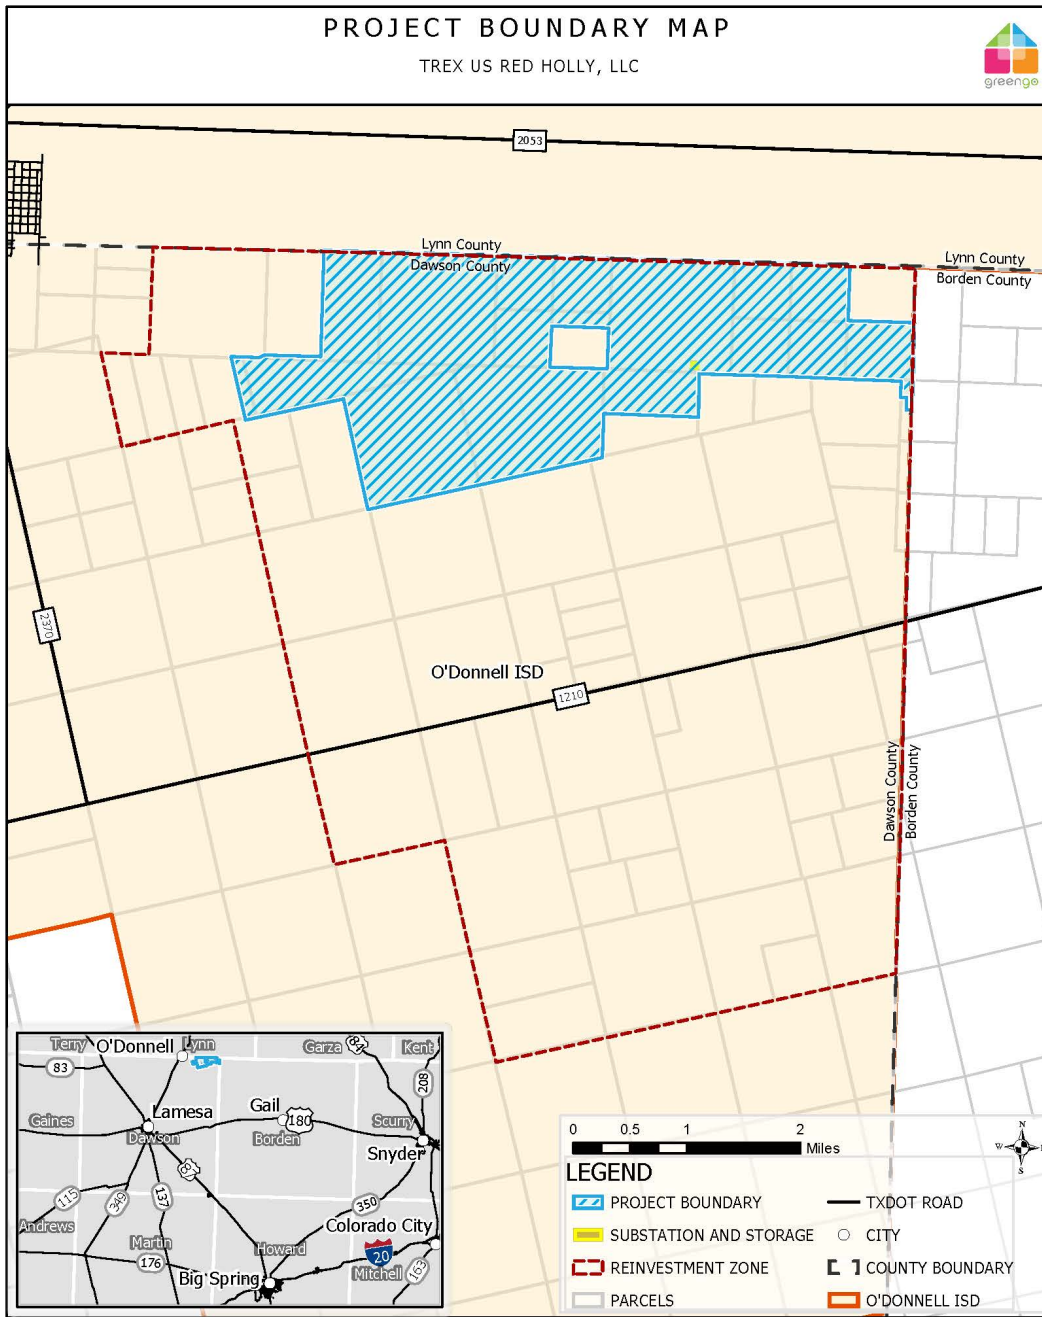 PROJECT BOUNDARY MAP
TREX US RED HOLLY, LLC
greengo
2053
Lynn County
Dawson County
Lynn County
Borden County
2370
O'Donnell ISD
1210
Dawson County
Borden County
Terry
O'Donnell
Lynn
Garza
84
Kent
83
208
Gaines
Lamesa
Gail
180
Scurry
Dawson
Borden
Snyder
87
115
349
137
350
Andrews
Colorado City
Martin
Howard
20
176
Mitchell
163
Big Spring
0 0.5 1 2
Miles
N
W
S
LEGEND
PROJECT BOUNDARY
TXDOT ROAD
SUBSTATION AND STORAGE
CITY
REINVESTMENT ZONE
COUNTY BOUNDARY
PARCELS
O'DONNELL ISD